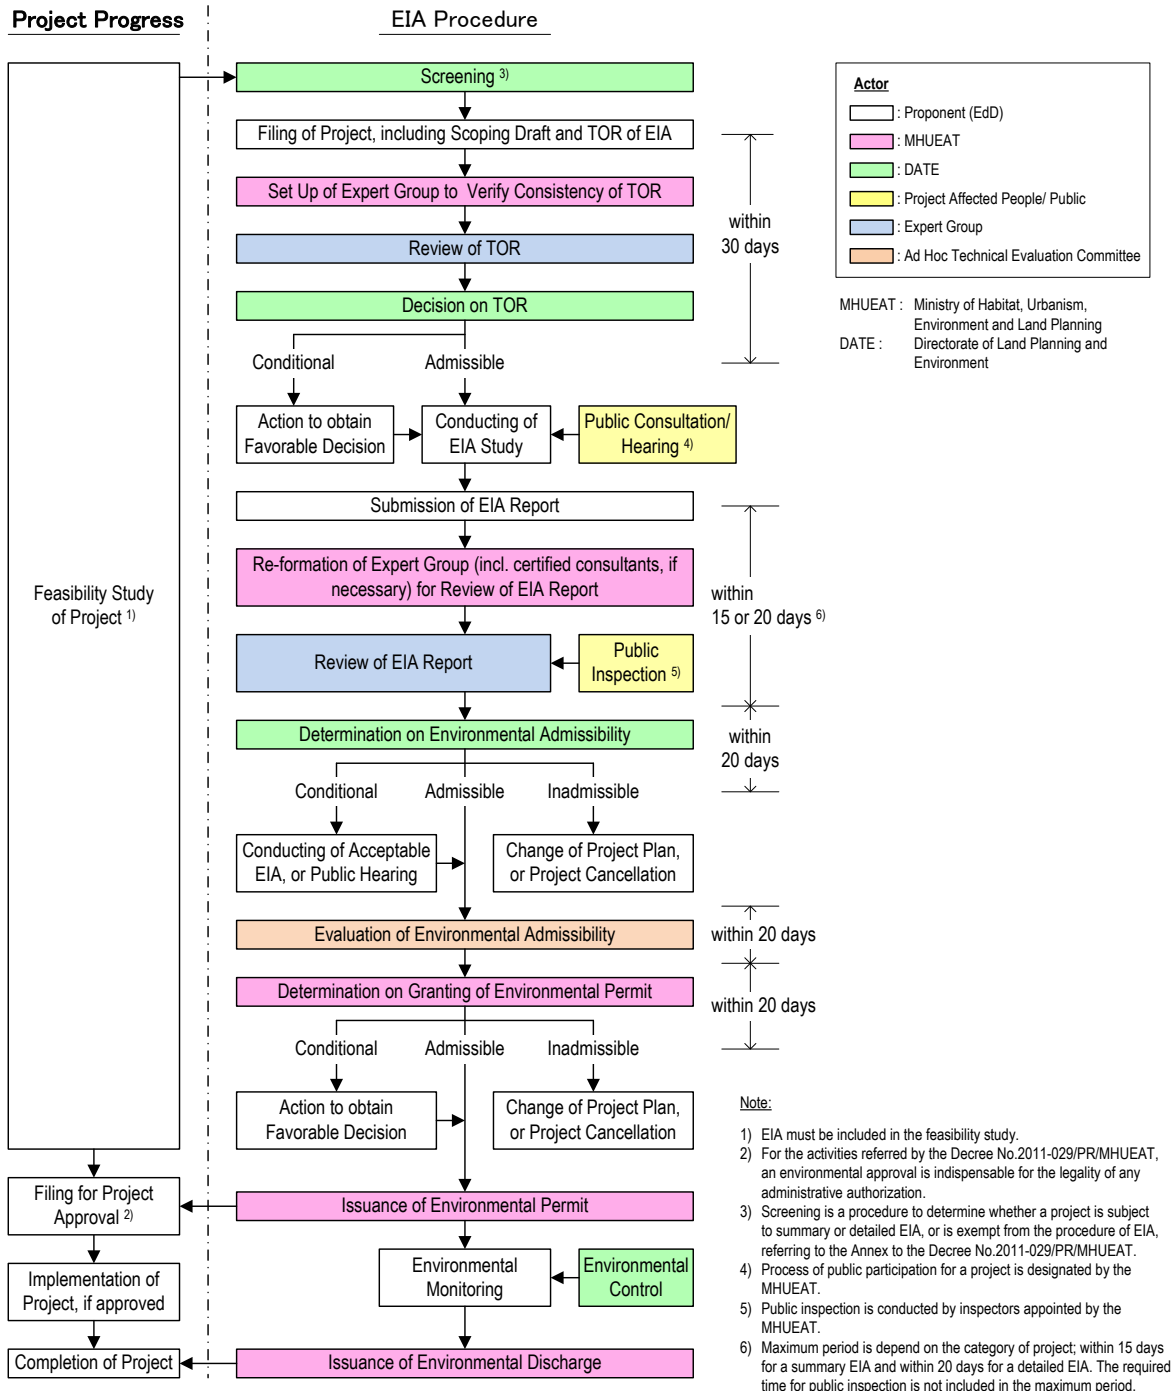 Project Progress
EIA Procedure
Screening 3)
Filing of Project, including Scoping Draft and TOR of EIA
Set Up of Expert Group to Verify Consistency of TOR
Review of TOR
Decision on TOR
within
30 days
Conditional
Admissible
Action to obtain
Favorable Decision
Conducting of
EIA Study
Public Consultation/
Hearing 4)
Submission of EIA Report
Re-formation of Expert Group (incl. certified consultants, if
necessary) for Review of EIA Report
Feasibility Study
of Project 1)
within
15 or 20 days 6)
Review of EIA Report
Public
Inspection 5)
Determination on Environmental Admissibility
within
20 days
Conditional
Admissible
Inadmissible
Conducting of Acceptable
EIA, or Public Hearing
Change of Project Plan,
or Project Cancellation
Evaluation of Environmental Admissibility
within 20 days
Determination on Granting of Environmental Permit
within 20 days
Conditional
Admissible
Inadmissible
Action to obtain
Favorable Decision
Change of Project Plan,
or Project Cancellation
Filing for Project
Approval 2)
Issuance of Environmental Permit
Implementation of
Project, if approved
Environmental
Monitoring
Environmental
Control
Completion of Project
Issuance of Environmental Discharge
Actor
: Proponent (EdD)
: MHUEAT
: DATE
: Project Affected People/ Public
: Expert Group
: Ad Hoc Technical Evaluation Committee
MHUEAT : Ministry of Habitat, Urbanism,
Environment and Land Planning
DATE : Directorate of Land Planning and
Environment
Note:
1) EIA must be included in the feasibility study.
2) For the activities referred by the Decree No.2011-029/PR/MHUEAT,
an environmental approval is indispensable for the legality of any
administrative authorization.
3) Screening is a procedure to determine whether a project is subject
to summary or detailed EIA, or is exempt from the procedure of EIA,
referring to the Annex to the Decree No.2011-029/PR/MHUEAT.
4) Process of public participation for a project is designated by the
MHUEAT.
5) Public inspection is conducted by inspectors appointed by the
MHUEAT.
6) Maximum period is depend on the category of project; within 15 days
for a summary EIA and within 20 days for a detailed EIA. The required
time for public inspection is not included in the maximum period.